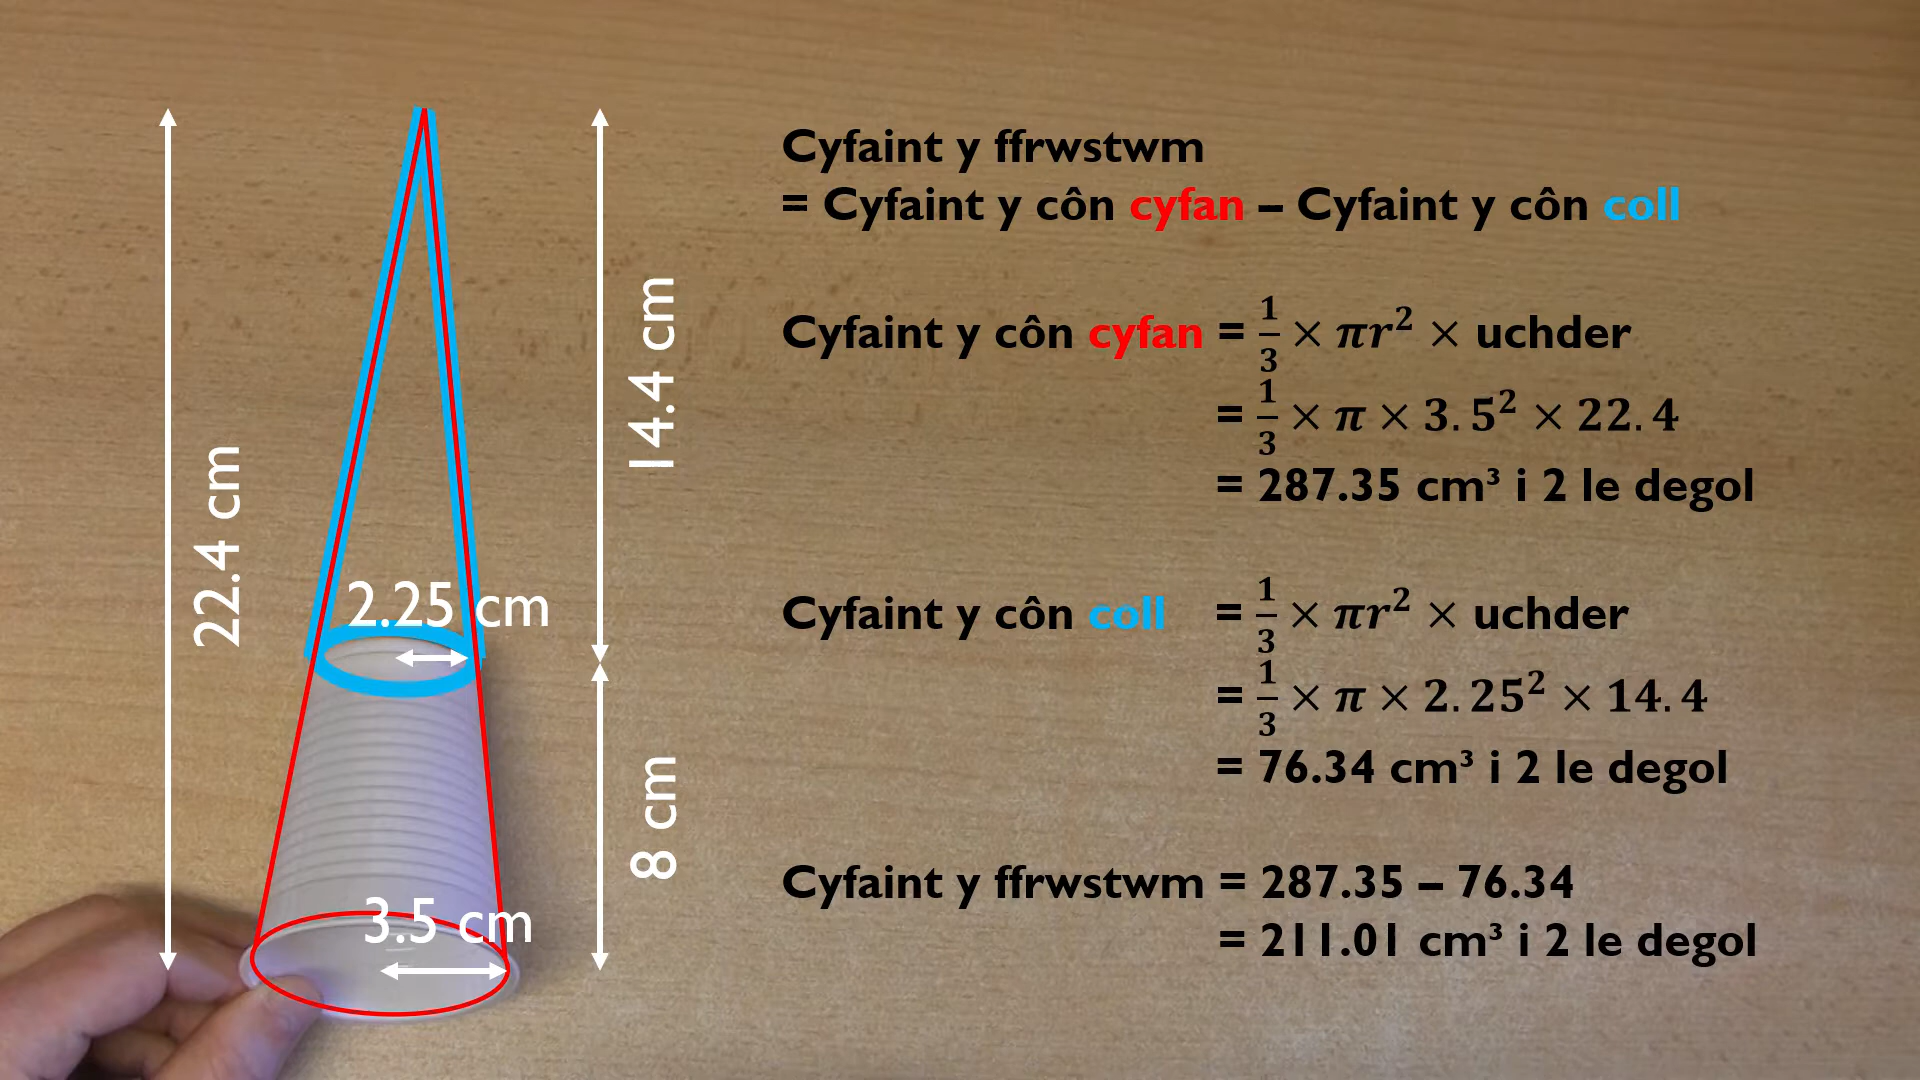 Cyfaint y ffrwstwm
= Cyfaint y côn cyfan – Cyfaint y côn coll
Cyfaint y côn cyfan = 1/3 × πr² × uchder
= 1/3 × π × 3.5² × 22.4
= 287.35 cm³ i 2 le degol
Cyfaint y côn coll = 1/3 × πr² × uchder
= 1/3 × π × 2.25² × 14.4
= 76.34 cm³ i 2 le degol
Cyfaint y ffrwstwm = 287.35 – 76.34
= 211.01 cm³ i 2 le degol
22.4 cm
14.4 cm
2.25 cm
8 cm
3.5 cm